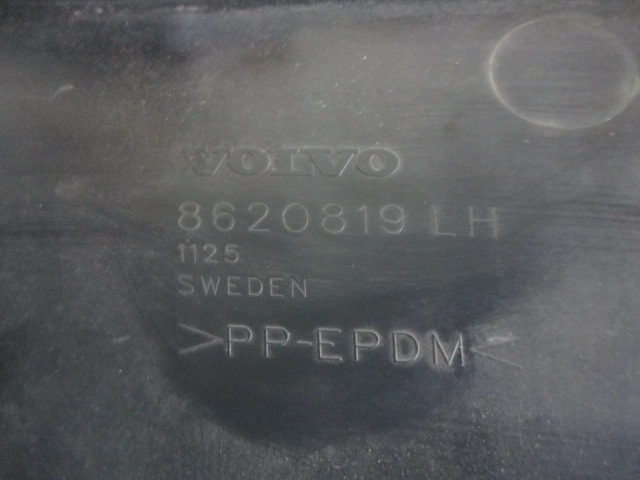 VOLVO
8620819 LH
1125
SWEDEN
>PP-EPDM<